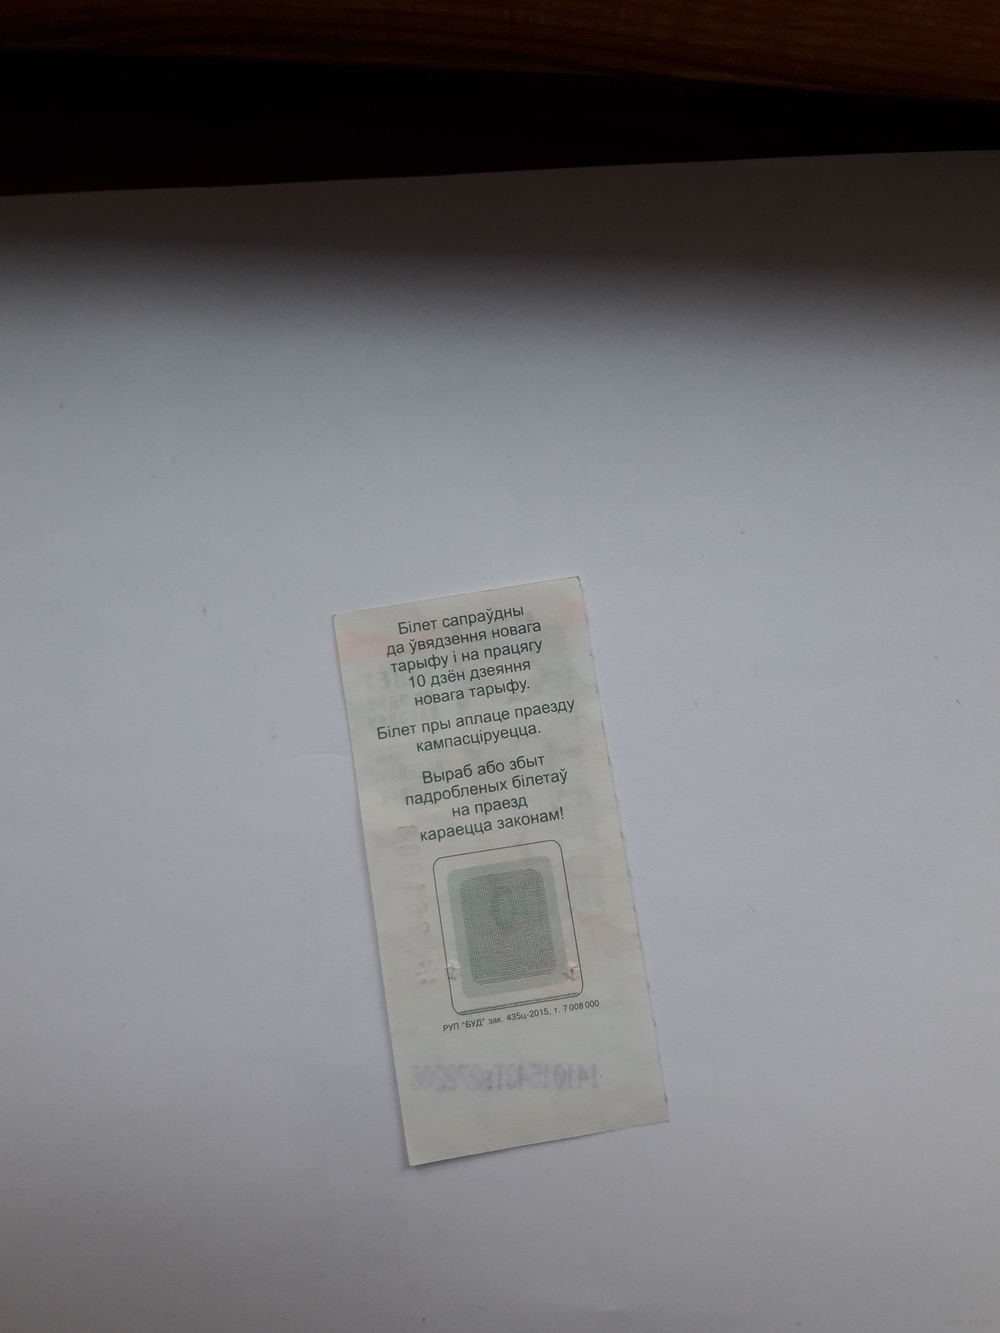 Білет сапраўдны
да ўвядзення новага
тарыфу і на працягу
10 дзён дзеяння
новага тарыфу.
Білет пры аплаце праезду
кампасціруецца.
Выраб або збыт
падробленых білетаў
на праезд
караецца законам!
РУП "БУД" зак. 435ц-2015, т. 7 008 000